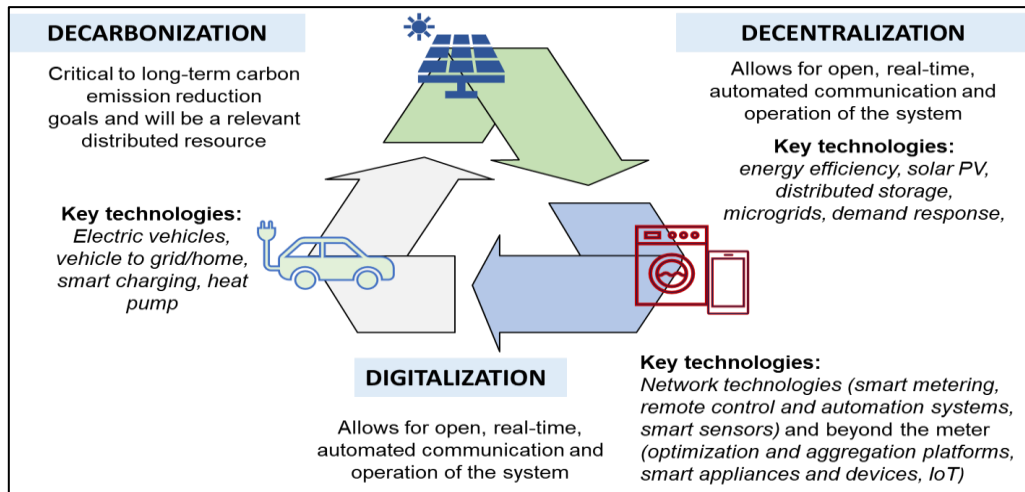 DECARBONIZATION
Critical to long-term carbon
emission reduction
goals and will be a relevant
distributed resource
Key technologies:
Electric vehicles,
vehicle to grid/home,
smart charging, heat
pump
DECENTRALIZATION
Allows for open, real-time,
automated communication and
operation of the system
Key technologies:
energy efficiency, solar PV,
distributed storage,
microgrids, demand response,
DIGITALIZATION
Allows for open, real-time,
automated communication and
operation of the system
Key technologies:
Network technologies (smart metering,
remote control and automation systems,
smart sensors) and beyond the meter
(optimization and aggregation platforms,
smart appliances and devices, IoT)